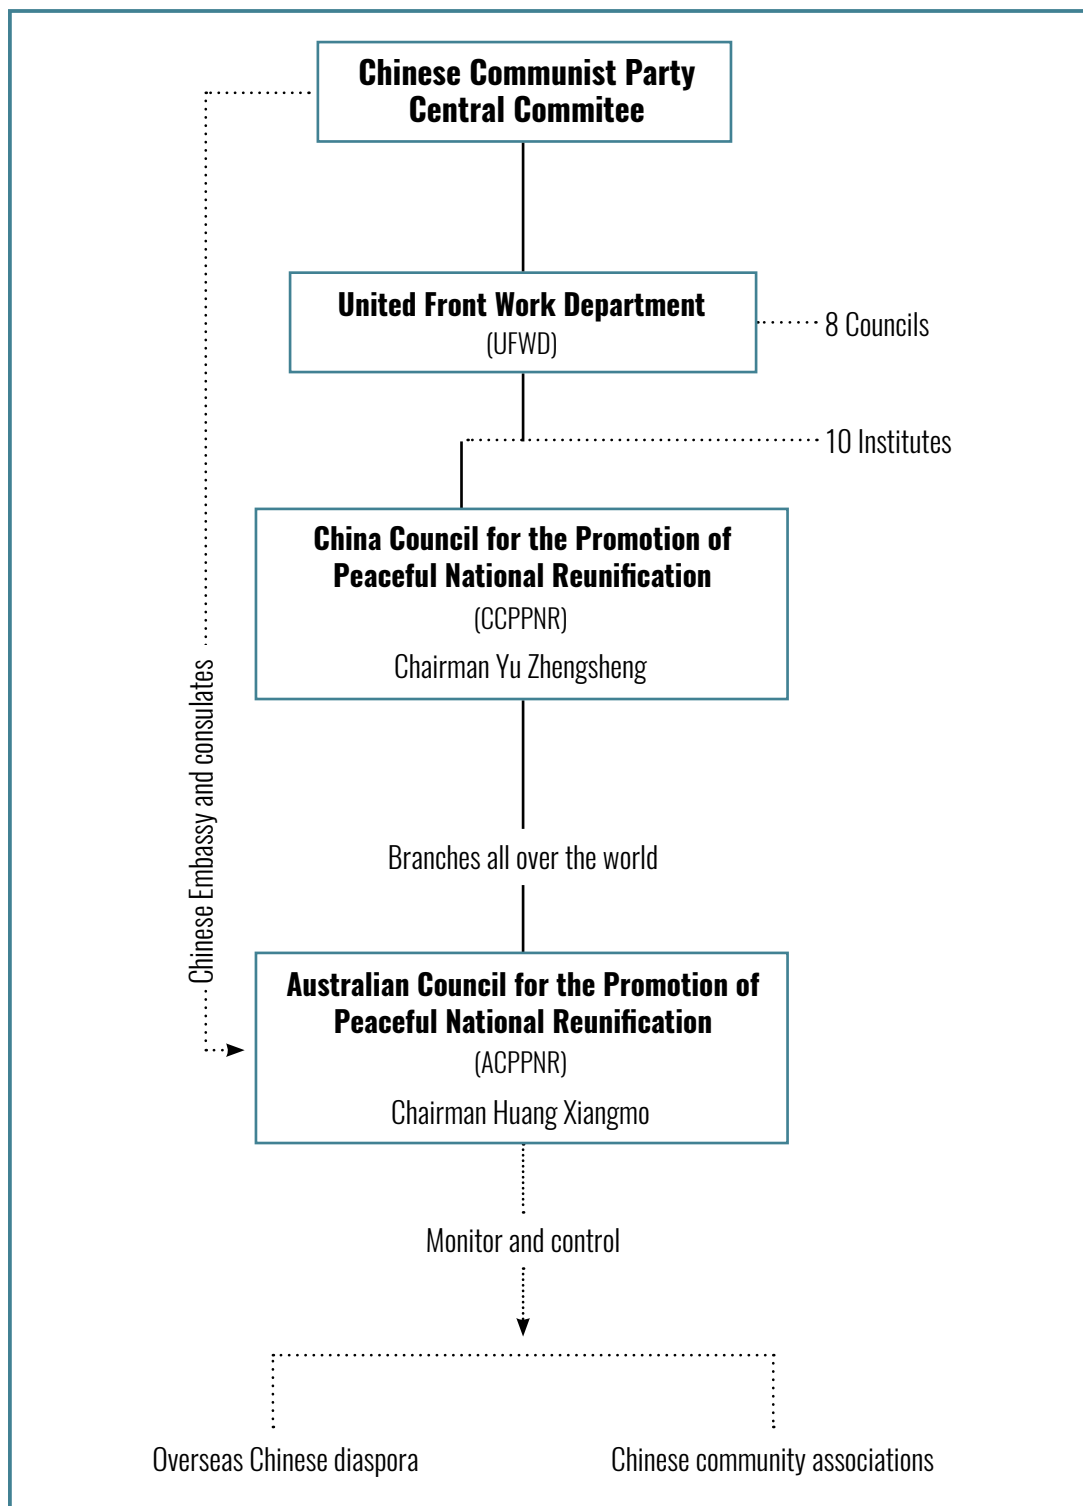 Chinese Communist Party
Central Commitee
United Front Work Department
(UFWD)
8 Councils
10 Institutes
China Council for the Promotion of
Peaceful National Reunification
(CCPPNR)
Chairman Yu Zhengsheng
Chinese Embassy and consulates
Branches all over the world
Australian Council for the Promotion of
Peaceful National Reunification
(ACPPNR)
Chairman Huang Xiangmo
Monitor and control
Overseas Chinese diaspora
Chinese community associations